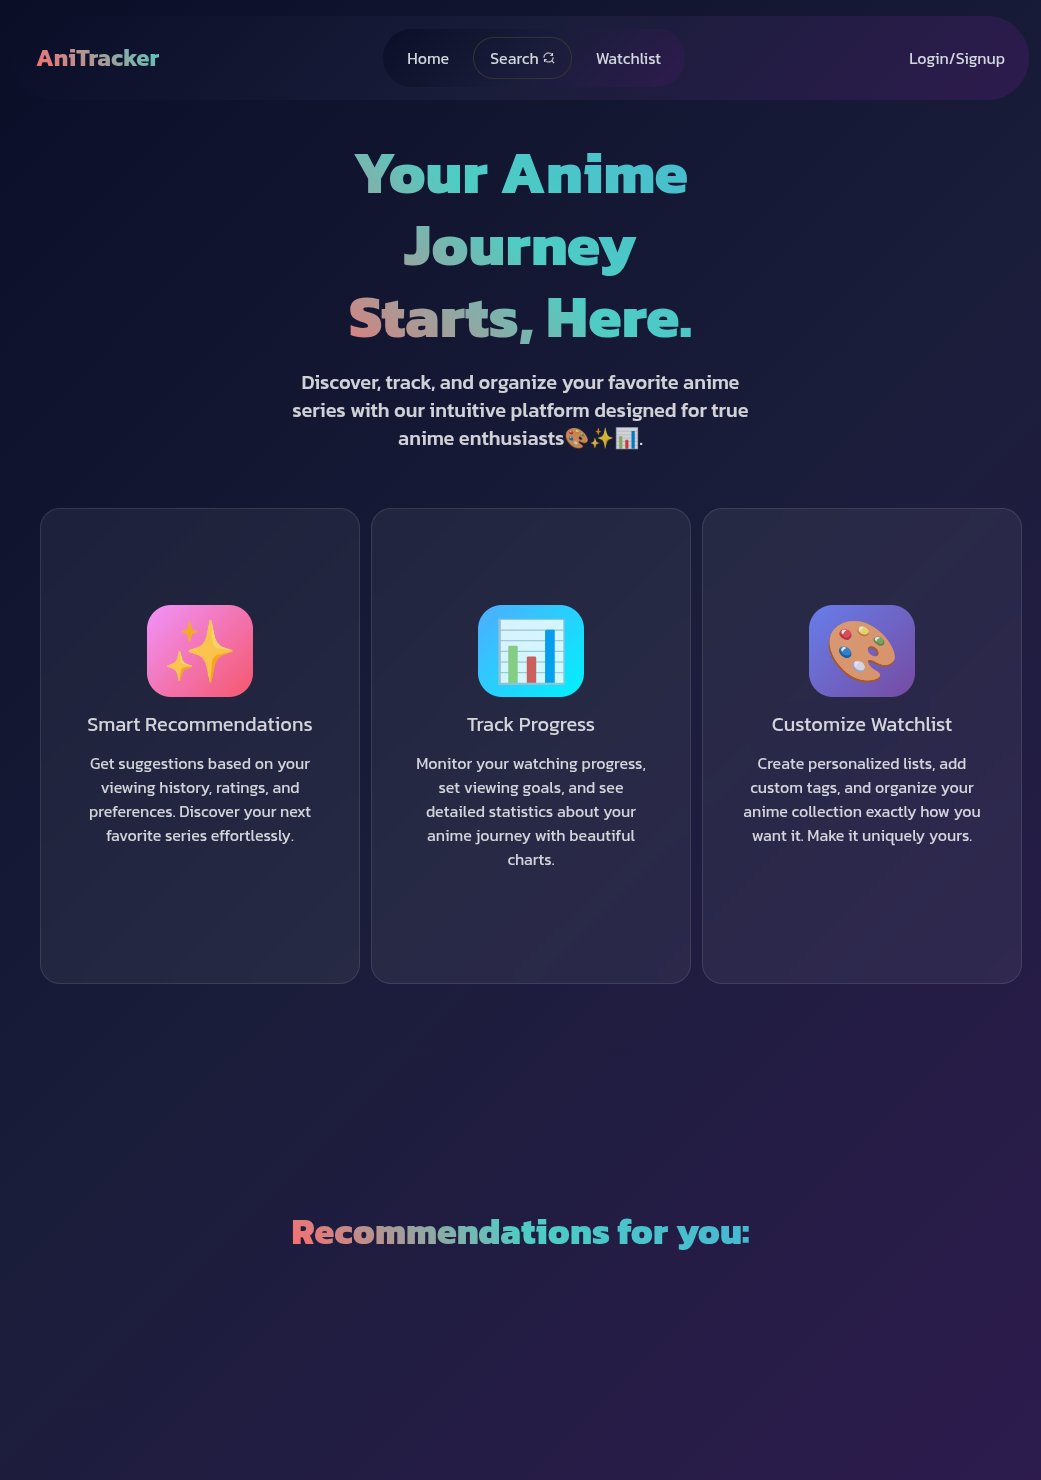 AniTracker
Home
Search
Watchlist
Login/Signup
Your Anime
Journey
Starts, Here.
Discover, track, and organize your favorite anime
series with our intuitive platform designed for true
anime enthusiasts🎨✨📊.
Smart Recommendations
Get suggestions based on your
viewing history, ratings, and
preferences. Discover your next
favorite series effortlessly.
Track Progress
Monitor your watching progress,
set viewing goals, and see
detailed statistics about your
anime journey with beautiful
charts.
Customize Watchlist
Create personalized lists, add
custom tags, and organize your
anime collection exactly how you
want it. Make it uniquely yours.
Recommendations for you: